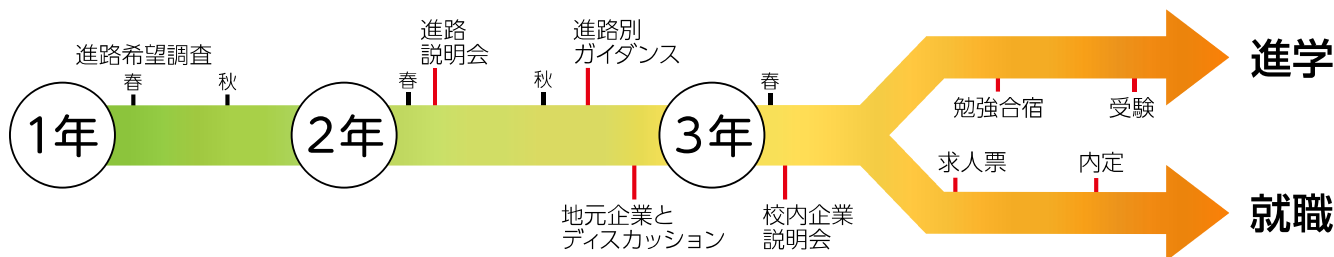 進路希望調査
春
秋
1年
春
進路
説明会
秋
進路別
ガイダンス
2年
地元企業と
ディスカッション
春
3年
校内企業
説明会
勉強合宿
受験
進学
求人票
内定
就職